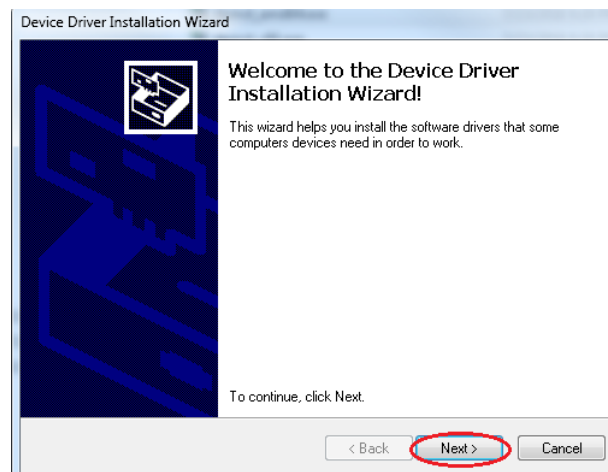 Device Driver Installation Wizard
Welcome to the Device Driver
Installation Wizard!
This wizard helps you install the software drivers that some
computers devices need in order to work.
To continue, click Next.
< Back Next > Cancel